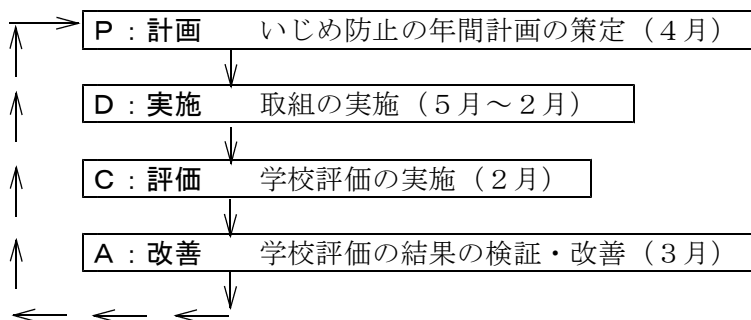 Ｐ：計画　　いじめ防止の年間計画の策定（４月）
Ｄ：実施　　取組の実施（５月～２月）
Ｃ：評価　　学校評価の実施（２月）
Ａ：改善　　学校評価の結果の検証・改善（３月）